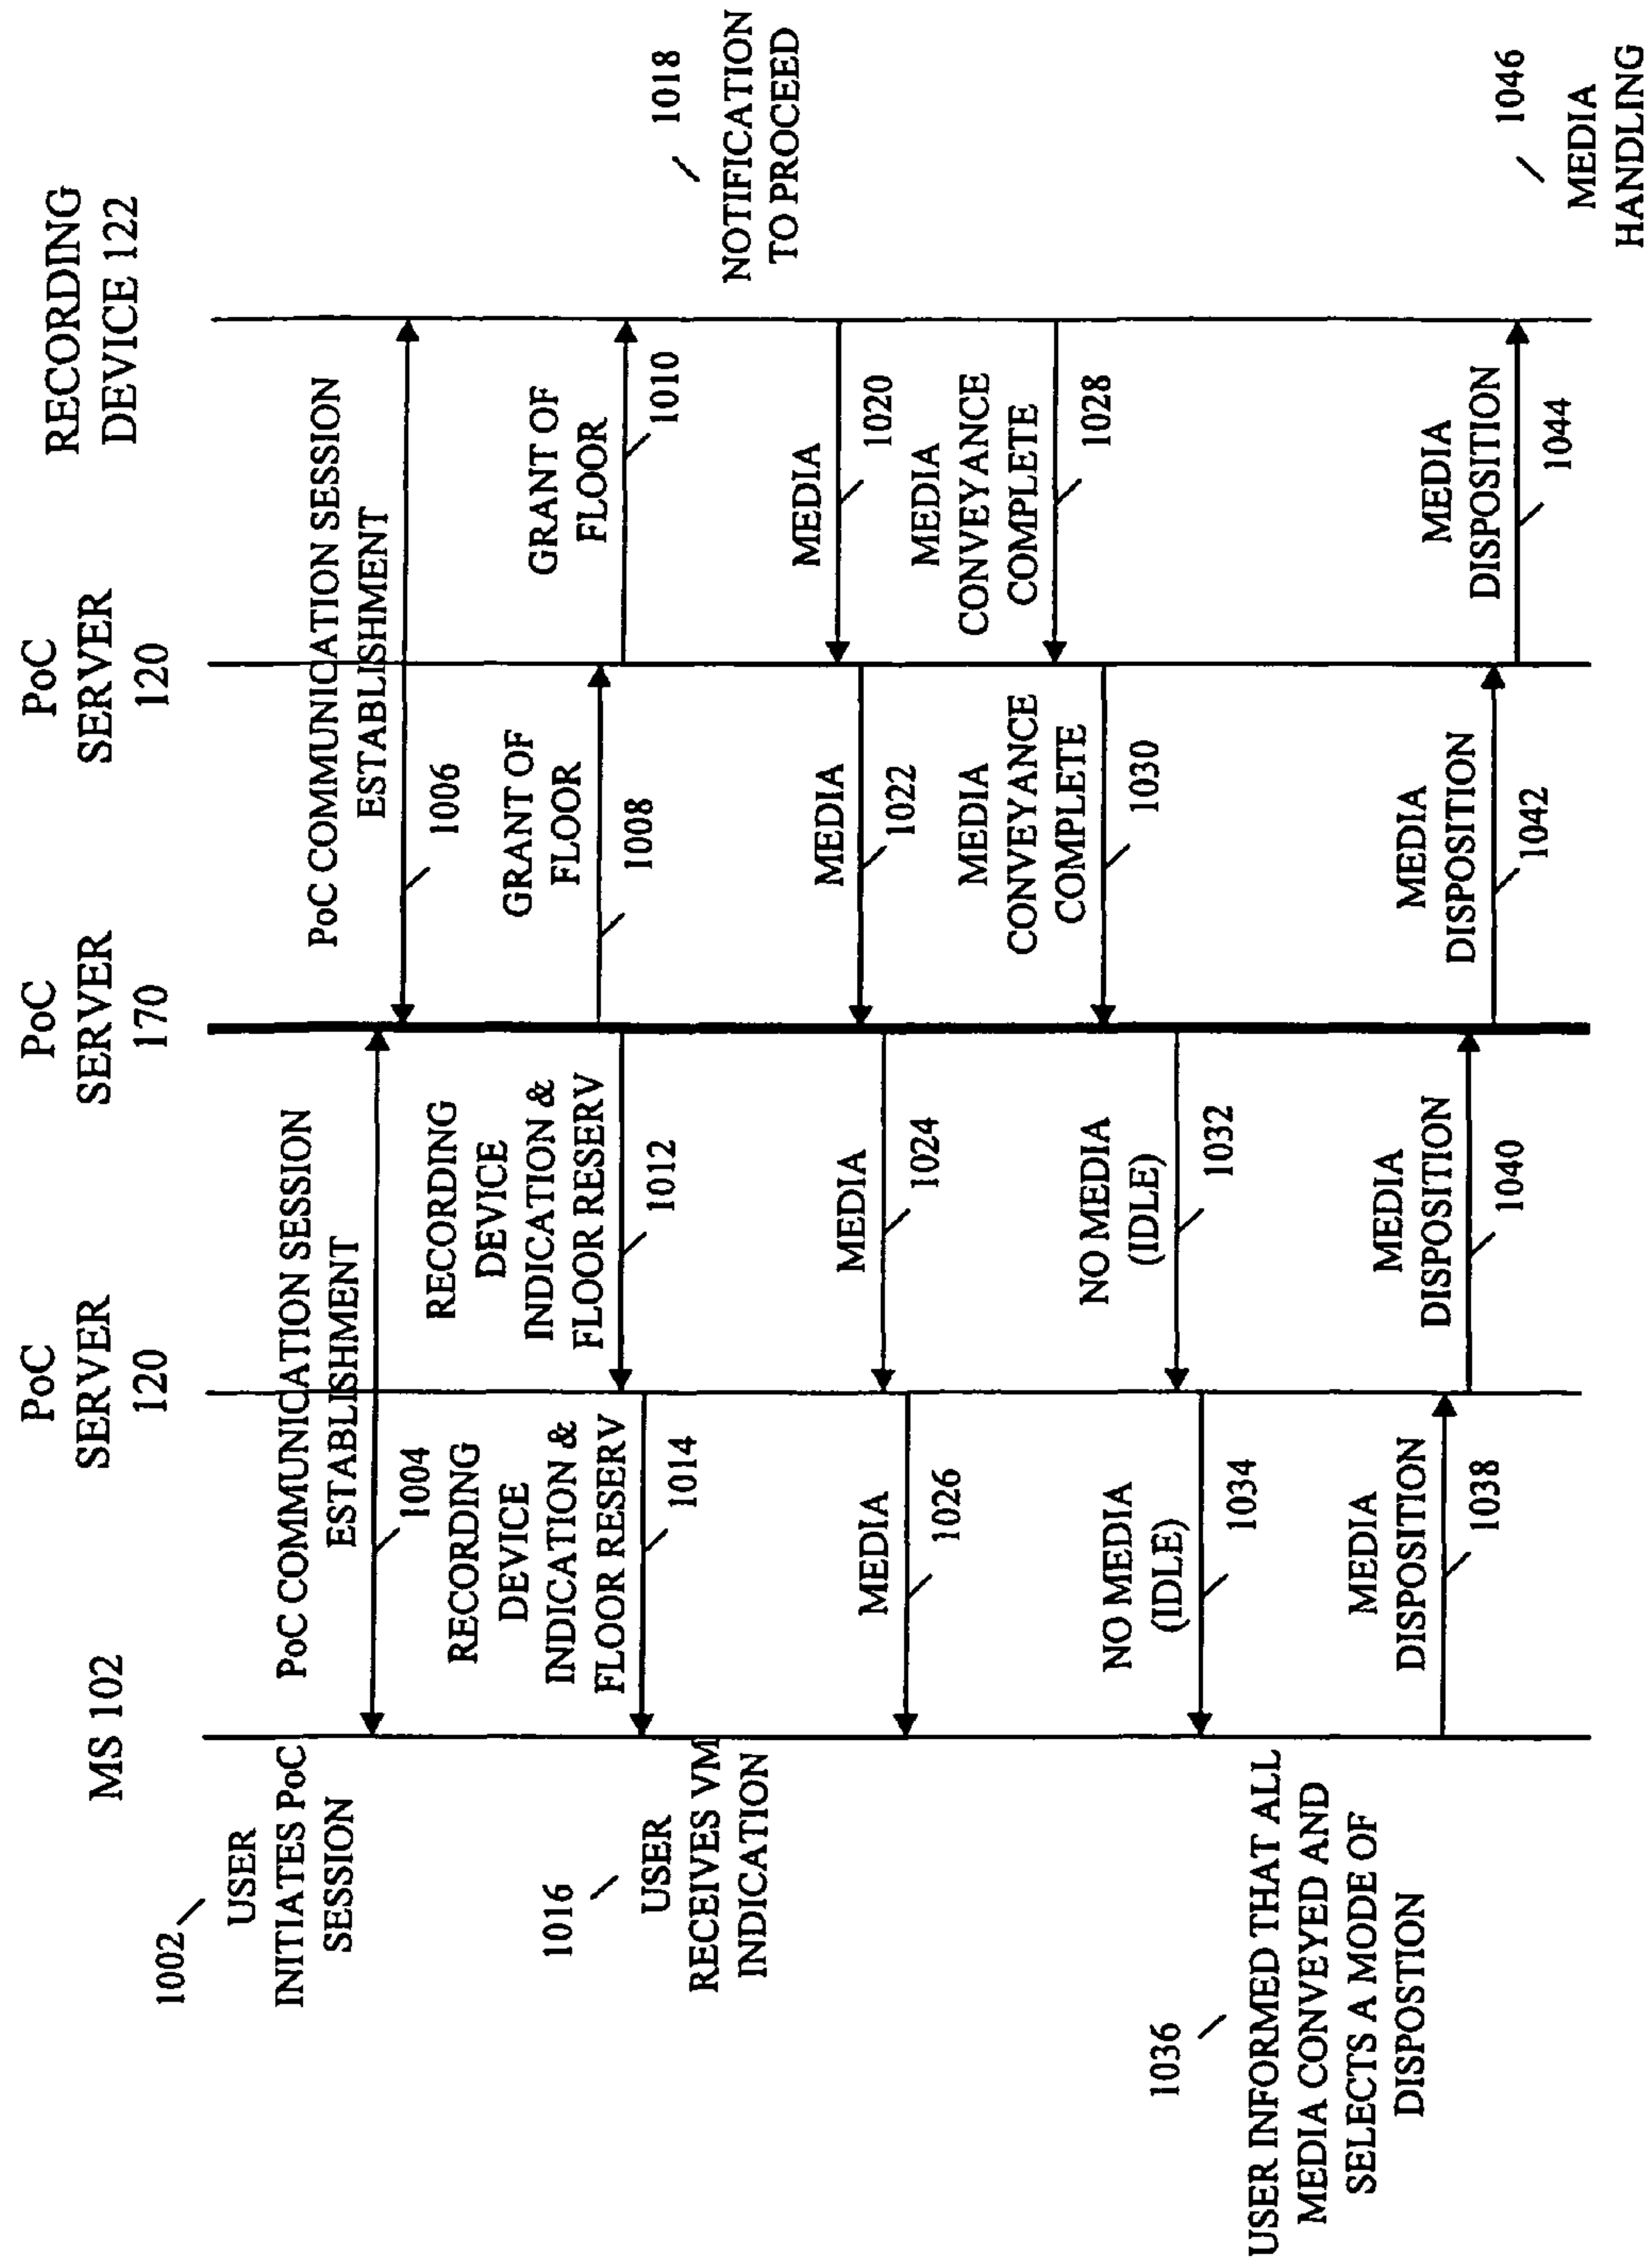 MS 102
PoC
SERVER
120
PoC
SERVER
170
PoC
SERVER
120
RECORDING
DEVICE 122
1002
USER
INITIATES PoC
SESSION
PoC COMMUNICATION SESSION
ESTABLISHMENT
1004
PoC COMMUNICATION SESSION
ESTABLISHMENT
1006
GRANT OF
FLOOR
1008
GRANT OF
FLOOR
1010
RECORDING
DEVICE
INDICATION &
FLOOR RESERV
1012
RECORDING
DEVICE
INDICATION &
FLOOR RESERV
1014
1016
USER
RECEIVES VM
INDICATION
1018
NOTIFICATION
TO PROCEED
MEDIA
1020
MEDIA
1022
MEDIA
1024
MEDIA
1026
MEDIA
CONVEYANCE
COMPLETE
1028
MEDIA
CONVEYANCE
COMPLETE
1030
NO MEDIA
(IDLE)
1032
NO MEDIA
(IDLE)
1034
1036
USER INFORMED THAT ALL
MEDIA CONVEYED AND
SELECTS A MODE OF
DISPOSTION
MEDIA
DISPOSITION
1038
MEDIA
DISPOSITION
1040
MEDIA
DISPOSITION
1042
MEDIA
DISPOSITION
1044
1046
MEDIA
HANDLING